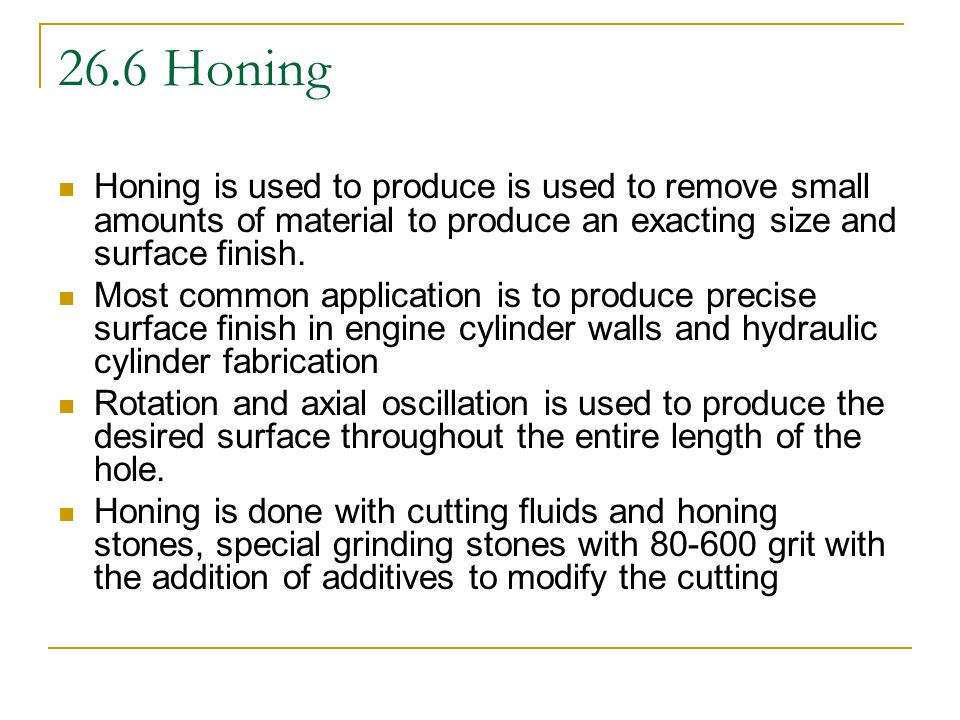 26.6 Honing
Honing is used to produce is used to remove small
amounts of material to produce an exacting size and
surface finish.
Most common application is to produce precise
surface finish in engine cylinder walls and hydraulic
cylinder fabrication
Rotation and axial oscillation is used to produce the
desired surface throughout the entire length of the
hole.
Honing is done with cutting fluids and honing
stones, special grinding stones with 80-600 grit with
the addition of additives to modify the cutting